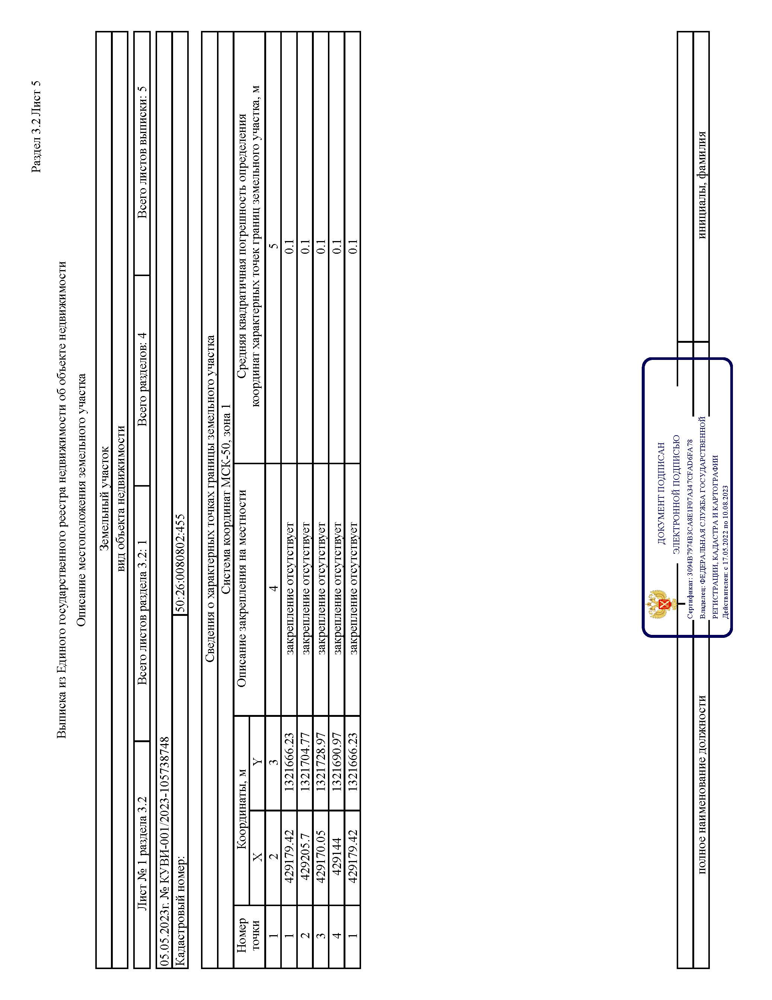 Раздел 3.2 Лист 5
Выписка из Единого государственного реестра недвижимости об объекте недвижимости
Описание местоположения земельного участка
Земельный участок
вид объекта недвижимости
Лист № 1 раздела 3.2 Всего листов раздела 3.2: 1 Всего разделов: 4 Всего листов выписки: 5
05.05.2023г. № КУВИ-001/2023-105738748
Кадастровый номер: 50:26:0080802:455
Сведения о характерных точках границы земельного участка
Система координат МСК-50, зона 1
Номер точки Координаты, м Описание закрепления на местности Средняя квадратичная погрешность определения
координат характерных точек границ земельного участка, м
X Y
1 2 3 4 5
1 429179.42 1321666.23 закрепление отсутствует 0.1
2 429205.7 1321704.77 закрепление отсутствует 0.1
3 429170.05 1321728.97 закрепление отсутствует 0.1
4 429144 1321690.97 закрепление отсутствует 0.1
1 429179.42 1321666.23 закрепление отсутствует 0.1
ДОКУМЕНТ ПОДПИСАН
ЭЛЕКТРОННОЙ ПОДПИСЬЮ
Сертификат: 3094B7974B3CA8E1F07A347CFAD6FA78
Владелец: ФЕДЕРАЛЬНАЯ СЛУЖБА ГОСУДАРСТВЕННОЙ
РЕГИСТРАЦИИ, КАДАСТРА И КАРТОГРАФИИ
Действителен: с 17.05.2022 по 10.08.2023
полное наименование должности инициалы, фамилия